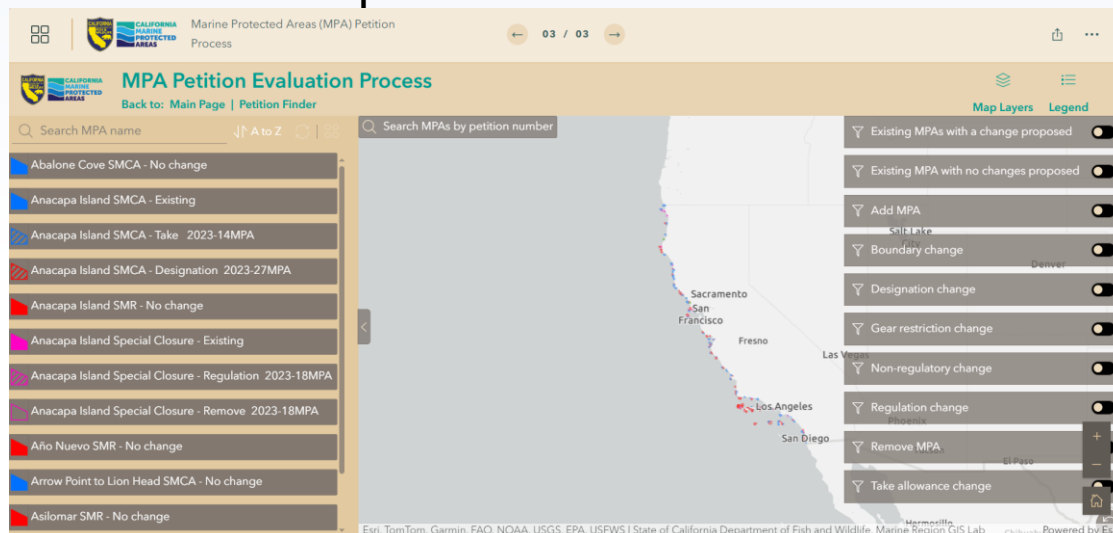 CALIFORNIA
MARINE
PROTECTED
AREAS
Marine Protected Areas (MPA) Petition
Process
← 03 / 03 →
CALIFORNIA
MARINE
PROTECTED
AREAS
MPA Petition Evaluation Process
Back to: Main Page | Petition Finder
Map Layers Legend
Search MPA name
A to Z
Abalone Cove SMCA - No change
Anacapa Island SMCA - Existing
Anacapa Island SMCA - Take 2023-14MPA
Anacapa Island SMCA - Designation 2023-27MPA
Anacapa Island SMR - No change
Anacapa Island Special Closure - Existing
Anacapa Island Special Closure - Regulation 2023-18MPA
Anacapa Island Special Closure - Remove 2023-18MPA
Año Nuevo SMR - No change
Arrow Point to Lion Head SMCA - No change
Asilomar SMR - No change
Search MPAs by petition number
Sacramento
San
Francisco
Fresno
Las Vegas
Los Angeles
San Diego
Salt Lake
City
Denver
Phoenix
El Paso
Hermosillo
Existing MPAs with a change proposed
Existing MPA with no changes proposed
Add MPA
Boundary change
Designation change
Gear restriction change
Non-regulatory change
Regulation change
Remove MPA
Take allowance change
+
−
Esri, TomTom, Garmin, FAO, NOAA, USGS, EPA, USFWS | State of California Department of Fish and Wildlife, Marine Region GIS Lab
Powered by Es